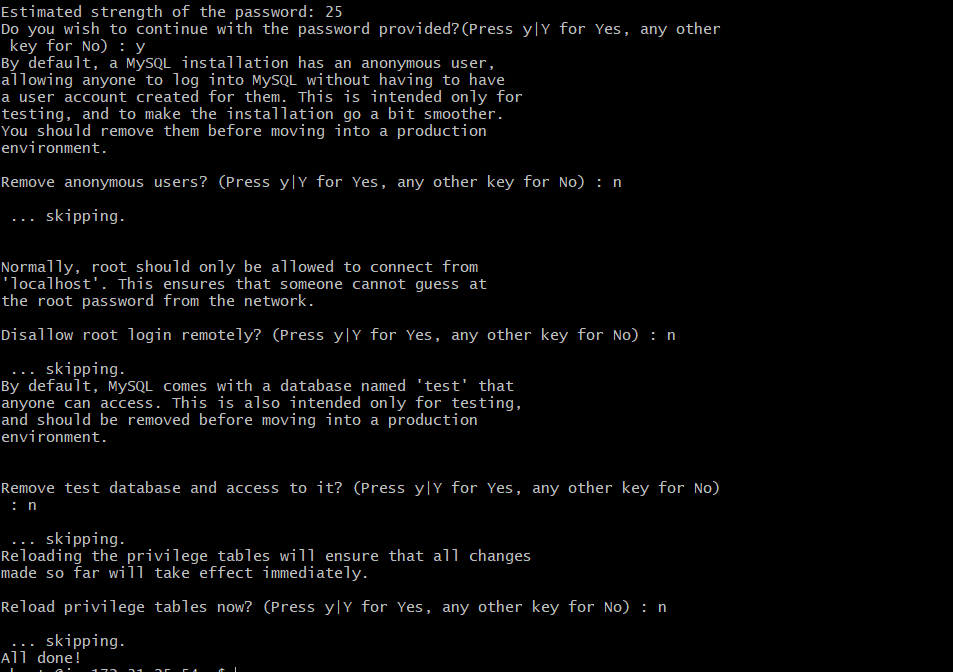 Estimated strength of the password: 25
Do you wish to continue with the password provided?(Press y|Y for Yes, any other
 key for No) : y
By default, a MySQL installation has an anonymous user,
allowing anyone to log into MySQL without having to have
a user account created for them. This is intended only for
testing, and to make the installation go a bit smoother.
You should remove them before moving into a production
environment.

Remove anonymous users? (Press y|Y for Yes, any other key for No) : n

 ... skipping.


Normally, root should only be allowed to connect from
'localhost'. This ensures that someone cannot guess at
the root password from the network.

Disallow root login remotely? (Press y|Y for Yes, any other key for No) : n

 ... skipping.
By default, MySQL comes with a database named 'test' that
anyone can access. This is also intended only for testing,
and should be removed before moving into a production
environment.


Remove test database and access to it? (Press y|Y for Yes, any other key for No)
 : n

 ... skipping.
Reloading the privilege tables will ensure that all changes
made so far will take effect immediately.

Reload privilege tables now? (Press y|Y for Yes, any other key for No) : n

 ... skipping.
All done!